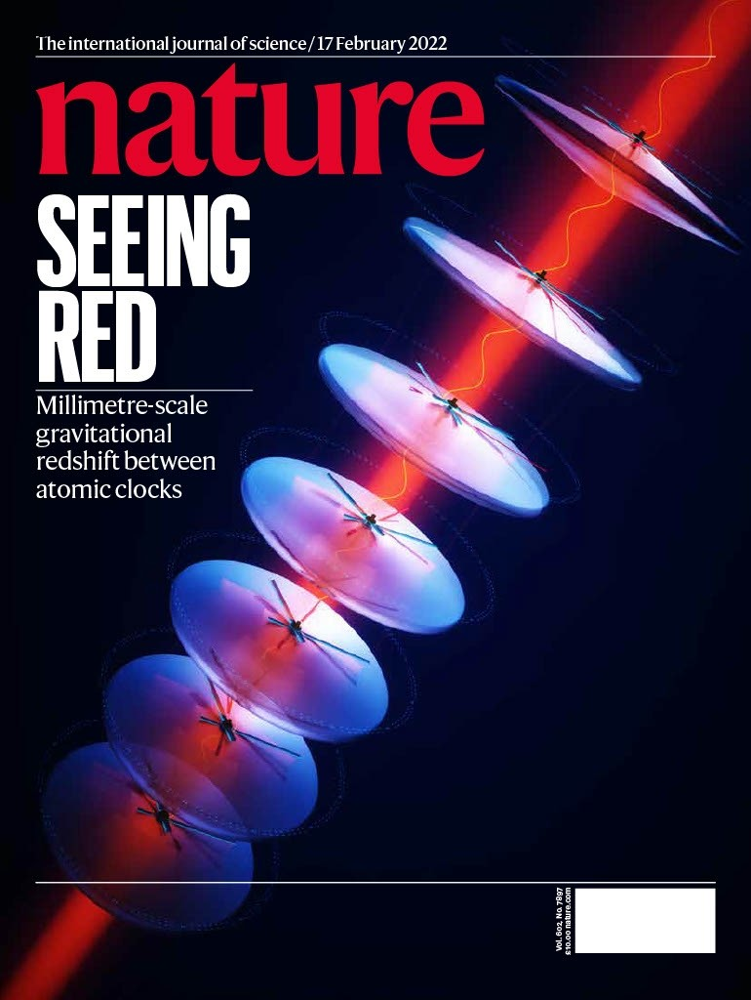 The international journal of science / 17 February 2022
nature
SEEING
RED
Millimetre-scale
gravitational
redshift between
atomic clocks
Vol. 602, No. 7897
£10.00 nature.com